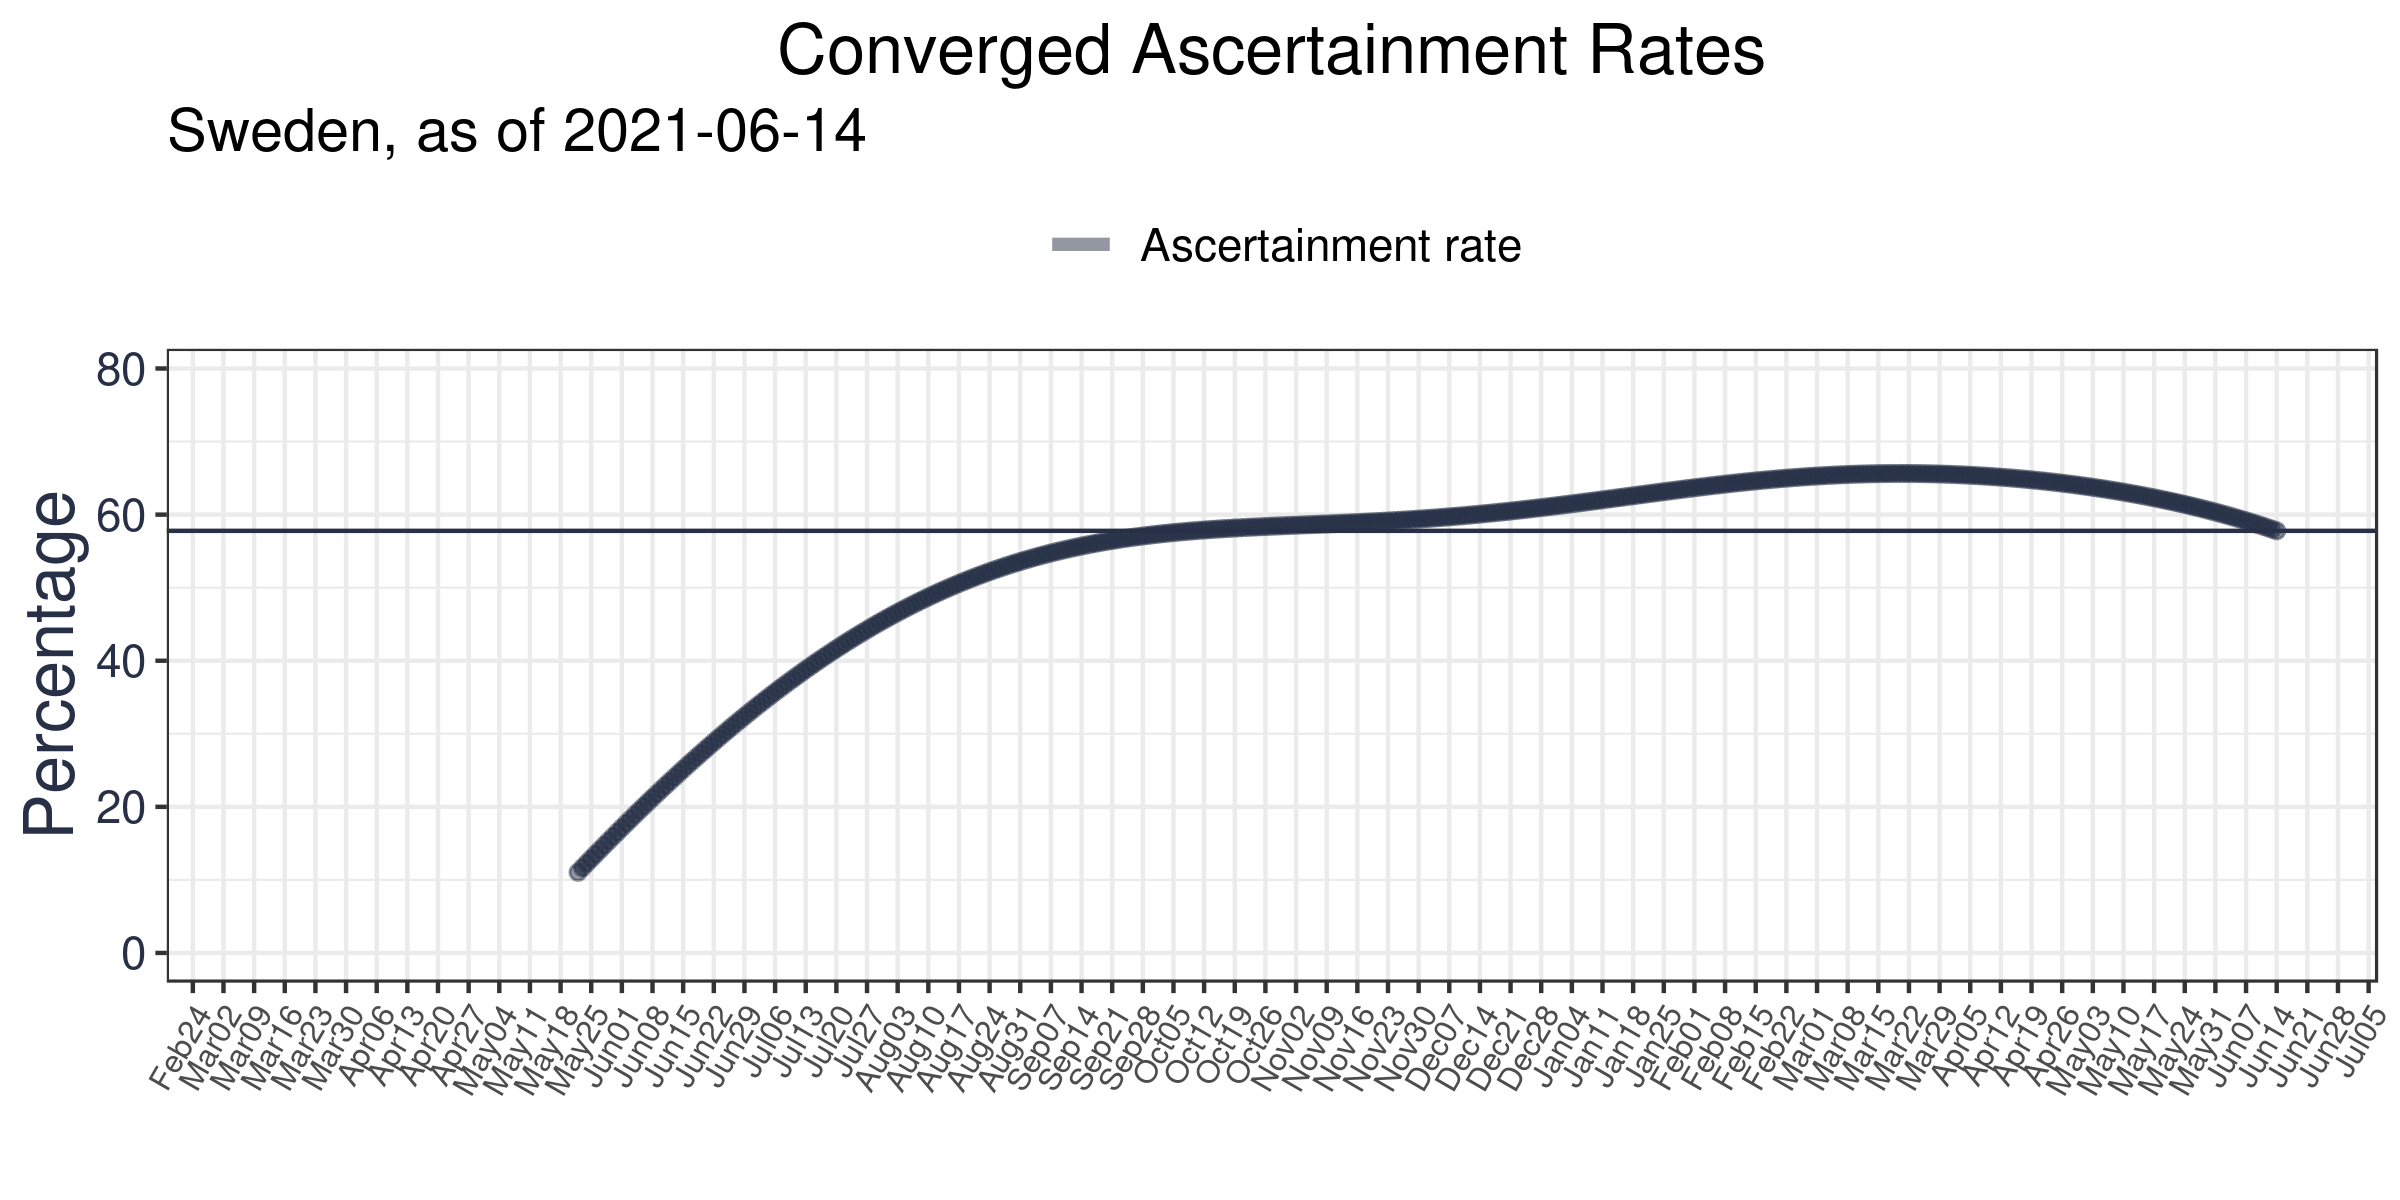 Converged Ascertainment Rates
Sweden, as of 2021-06-14
Ascertainment rate
Percentage
80
60
40
20
0
Feb24 Mar02 Mar09 Mar16 Mar23 Mar30 Apr06 Apr13 Apr20 Apr27 May04 May11 May18 May25 Jun01 Jun08 Jun15 Jun22 Jun29 Jul06 Jul13 Jul20 Jul27 Aug03 Aug10 Aug17 Aug24 Aug31 Sep07 Sep14 Sep21 Sep28 Oct05 Oct12 Oct19 Oct26 Nov02 Nov09 Nov16 Nov23 Nov30 Dec07 Dec14 Dec21 Dec28 Jan04 Jan11 Jan18 Jan25 Feb01 Feb08 Feb15 Feb22 Mar01 Mar08 Mar15 Mar22 Mar29 Apr05 Apr12 Apr19 Apr26 May03 May10 May17 May24 May31 Jun07 Jun14 Jun21 Jun28 Jul05